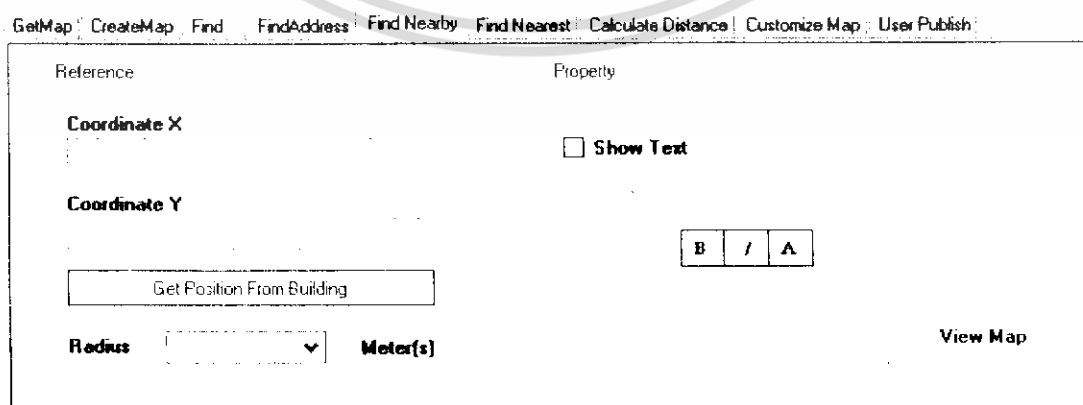 GetMap CreateMap Find FindAddress Find Nearby Find Nearest Calculate Distance Customize Map User Publish
Reference Property
Coordinate X
Show Text
Coordinate Y
B I A
Get Position From Building
Radius Meter(s)
View Map